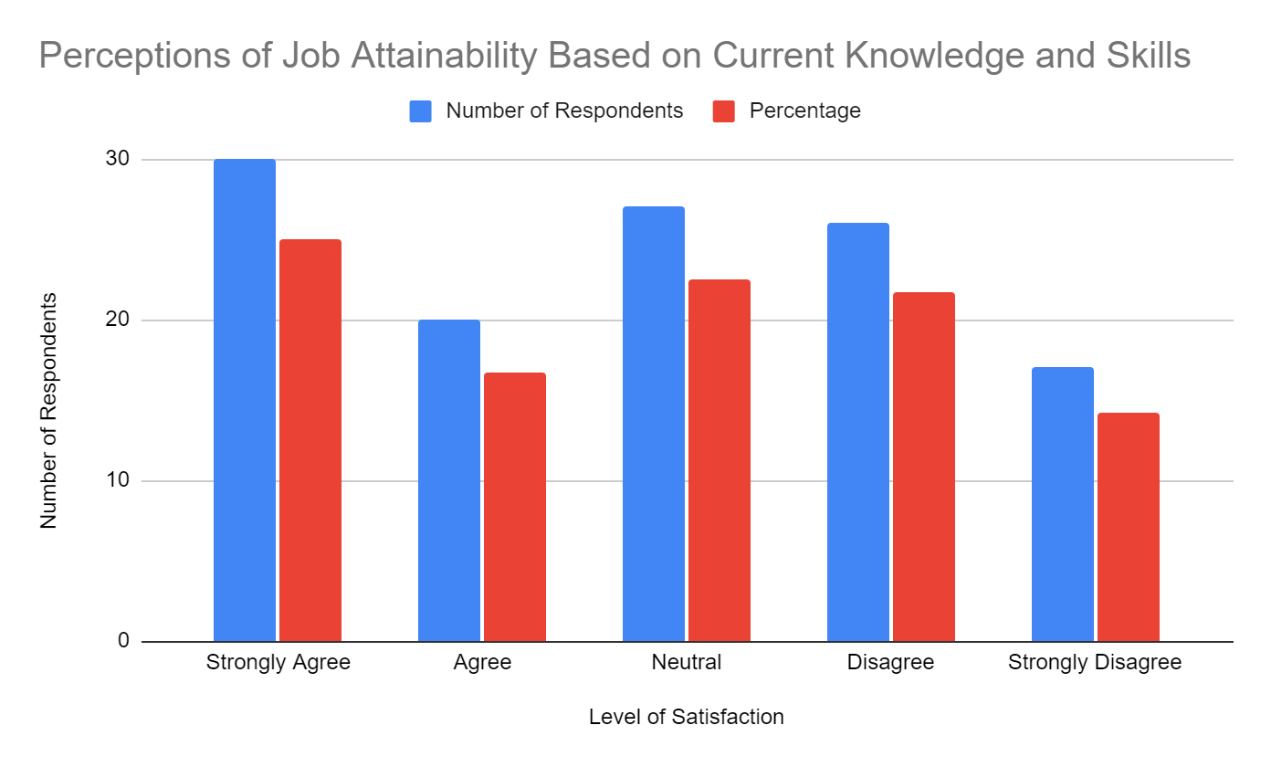 Perceptions of Job Attainability Based on Current Knowledge and Skills
Number of Respondents Percentage
30
20
10
0
Number of Respondents
Strongly Agree Agree Neutral Disagree Strongly Disagree
Level of Satisfaction